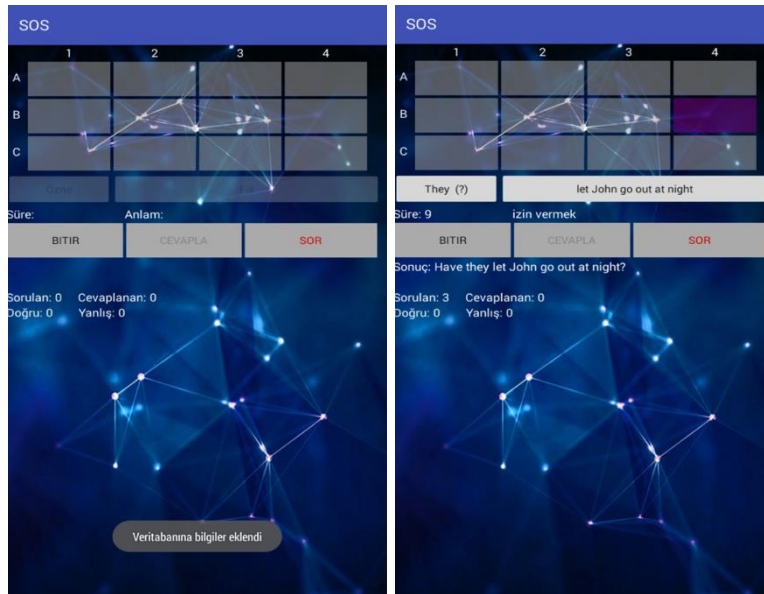 SOS
1 2 3 4
A
B
C
Özne
Süre: Anlam:
BITIR CEVAPLA SOR
Sorulan: 0 Cevaplanan: 0
Doğru: 0 Yanlış: 0
Veritabanına bilgiler eklendi
SOS
1 2 3 4
A
B
C
They (?) let John go out at night
Süre: 9 izin vermek
BITIR CEVAPLA SOR
Sonuç: Have they let John go out at night?
Sorulan: 3 Cevaplanan: 0
Doğru: 0 Yanlış: 0